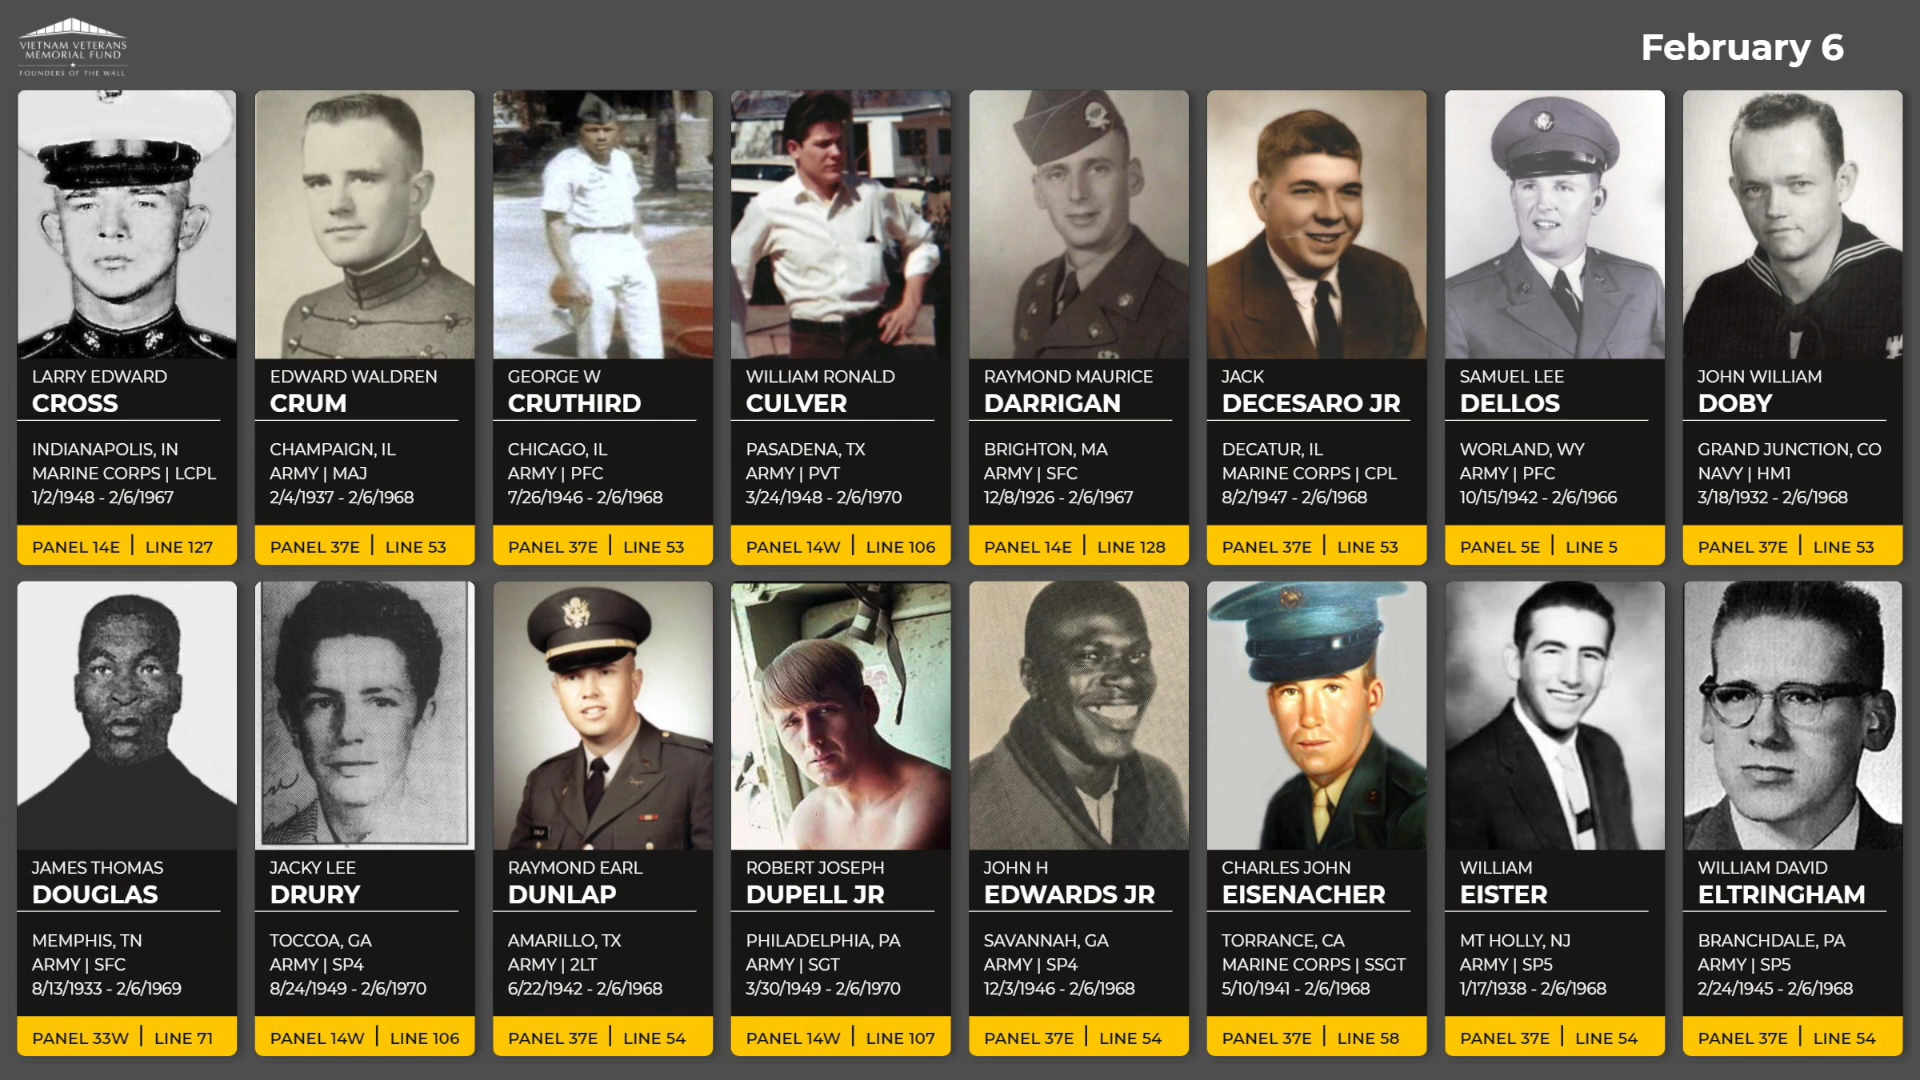 VIETNAM VETERANS
MEMORIAL FUND
FOUNDERS OF THE WALL
February 6
LARRY EDWARD
CROSS
INDIANAPOLIS, IN
MARINE CORPS | LCPL
1/2/1948 - 2/6/1967
PANEL 14E | LINE 127
EDWARD WALDREN
CRUM
CHAMPAIGN, IL
ARMY | MAJ
2/4/1937 - 2/6/1968
PANEL 37E | LINE 53
GEORGE W
CRUTHIRD
CHICAGO, IL
ARMY | PFC
7/26/1946 - 2/6/1968
PANEL 37E | LINE 53
WILLIAM RONALD
CULVER
PASADENA, TX
ARMY | PVT
3/24/1948 - 2/6/1970
PANEL 14W | LINE 106
RAYMOND MAURICE
DARRIGAN
BRIGHTON, MA
ARMY | SFC
12/8/1926 - 2/6/1967
PANEL 14E | LINE 128
JACK
DECESARO JR
DECATUR, IL
MARINE CORPS | CPL
8/2/1947 - 2/6/1968
PANEL 37E | LINE 53
SAMUEL LEE
DELLOS
WORLAND, WY
ARMY | PFC
10/15/1942 - 2/6/1966
PANEL 5E | LINE 5
JOHN WILLIAM
DOBY
GRAND JUNCTION, CO
NAVY | HM1
3/18/1932 - 2/6/1968
PANEL 37E | LINE 53
JAMES THOMAS
DOUGLAS
MEMPHIS, TN
ARMY | SFC
8/13/1933 - 2/6/1969
PANEL 33W | LINE 71
JACKY LEE
DRURY
TOCCOA, GA
ARMY | SP4
8/24/1949 - 2/6/1970
PANEL 14W | LINE 106
RAYMOND EARL
DUNLAP
AMARILLO, TX
ARMY | 2LT
6/22/1942 - 2/6/1968
PANEL 37E | LINE 54
ROBERT JOSEPH
DUPELL JR
PHILADELPHIA, PA
ARMY | SGT
3/30/1949 - 2/6/1970
PANEL 14W | LINE 107
JOHN H
EDWARDS JR
SAVANNAH, GA
ARMY | SP4
12/3/1946 - 2/6/1968
PANEL 37E | LINE 54
CHARLES JOHN
EISENACHER
TORRANCE, CA
MARINE CORPS | SSGT
5/10/1941 - 2/6/1968
PANEL 37E | LINE 58
WILLIAM
EISTER
MT HOLLY, NJ
ARMY | SP5
1/17/1938 - 2/6/1968
PANEL 37E | LINE 54
WILLIAM DAVID
ELTRINGHAM
BRANCHDALE, PA
ARMY | SP5
2/24/1945 - 2/6/1968
PANEL 37E | LINE 54